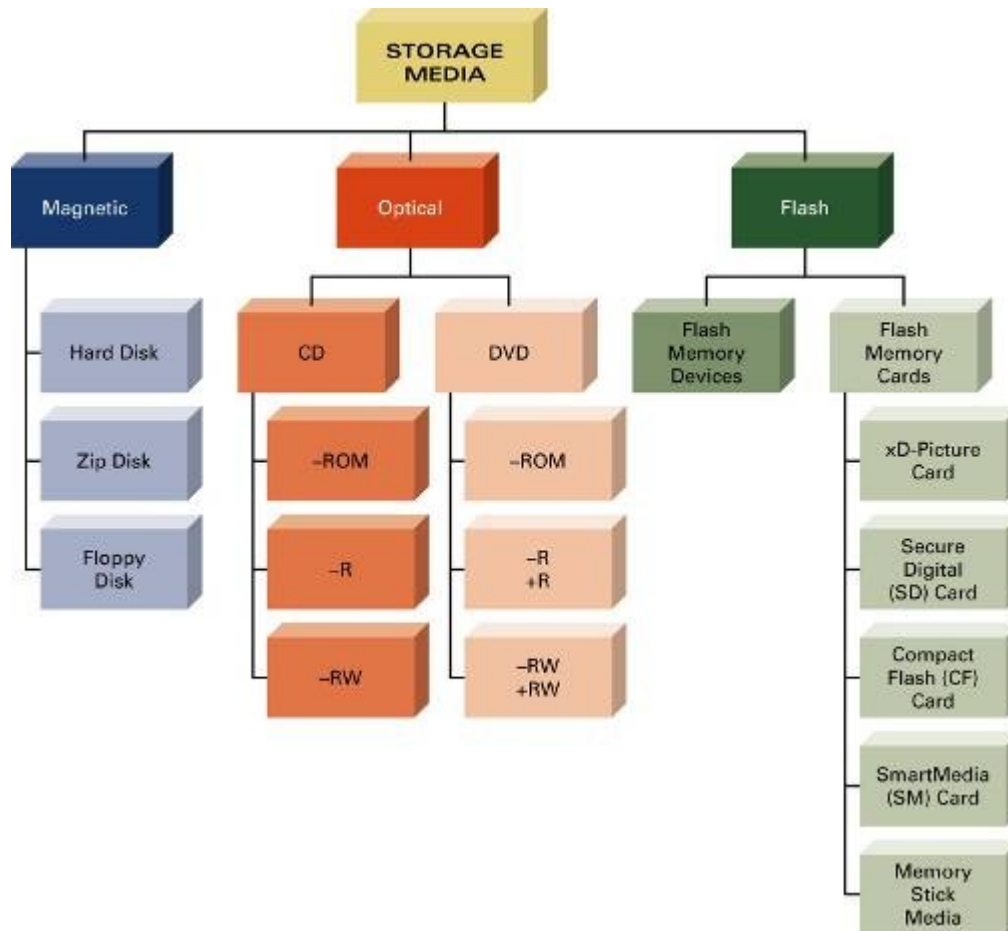 STORAGE
MEDIA
Magnetic
Optical
Flash
Hard Disk
Zip Disk
Floppy
Disk
CD
–ROM
–R
–RW
DVD
–ROM
–R
+R
–RW
+RW
Flash
Memory
Devices
Flash
Memory
Cards
xD-Picture
Card
Secure
Digital
(SD) Card
Compact
Flash (CF)
Card
SmartMedia
(SM) Card
Memory
Stick
Media